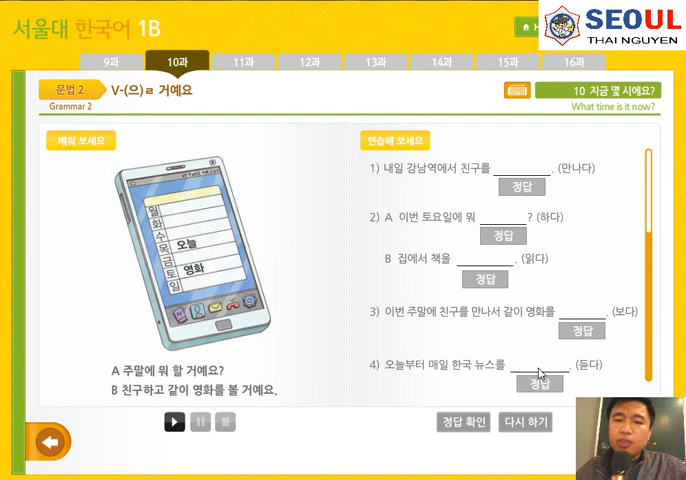 서울대 한국어 1B
SEOUL
THAI NGUYEN
9과
10과
11과
12과
13과
14과
15과
16과
문법 2
Grammar 2
V-(으)ㄹ 거예요
10 지금 몇 시예요?
What time is it now?
배워 보세요
연습해 보세요
월
화
수
목 오늘
금
토 영화
일
A 주말에 뭐 할 거예요?
B 친구하고 같이 영화를 볼 거예요.
1) 내일 강남역에서 친구를 ________. (만나다)
정답
2) A 이번 토요일에 뭐 ________? (하다)
정답
B 집에서 책을 ________. (읽다)
정답
3) 이번 주말에 친구를 만나서 같이 영화를 ________. (보다)
정답
4) 오늘부터 매일 한국 뉴스를 ________. (듣다)
정답
정답 확인
다시 하기